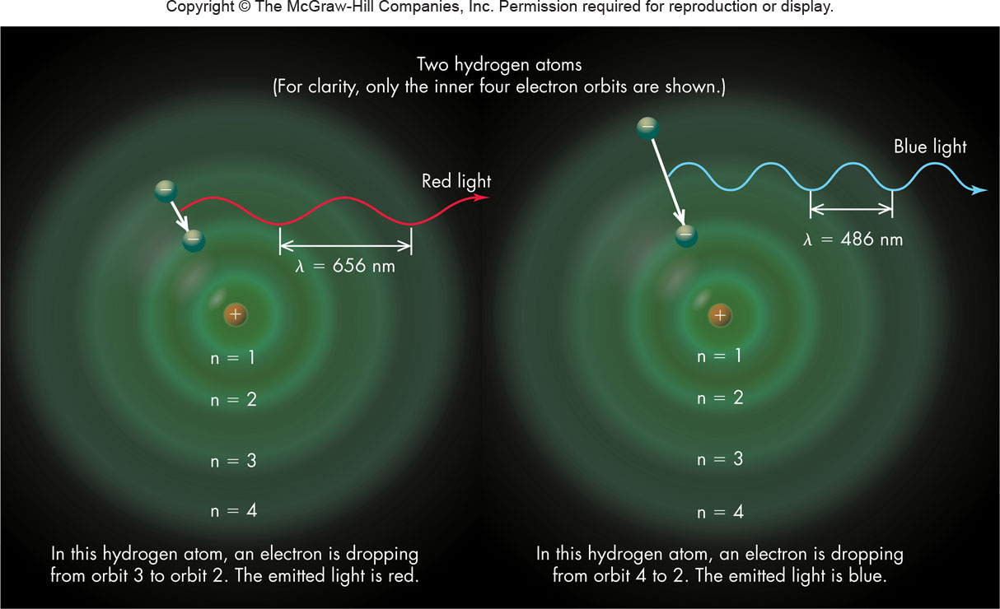 Copyright © The McGraw-Hill Companies, Inc. Permission required for reproduction or display.
Two hydrogen atoms
(For clarity, only the inner four electron orbits are shown.)
Red light
λ = 656 nm
−
−
+
n = 1
n = 2
n = 3
n = 4
In this hydrogen atom, an electron is dropping
from orbit 3 to orbit 2. The emitted light is red.
Blue light
λ = 486 nm
−
−
+
n = 1
n = 2
n = 3
n = 4
In this hydrogen atom, an electron is dropping
from orbit 4 to 2. The emitted light is blue.